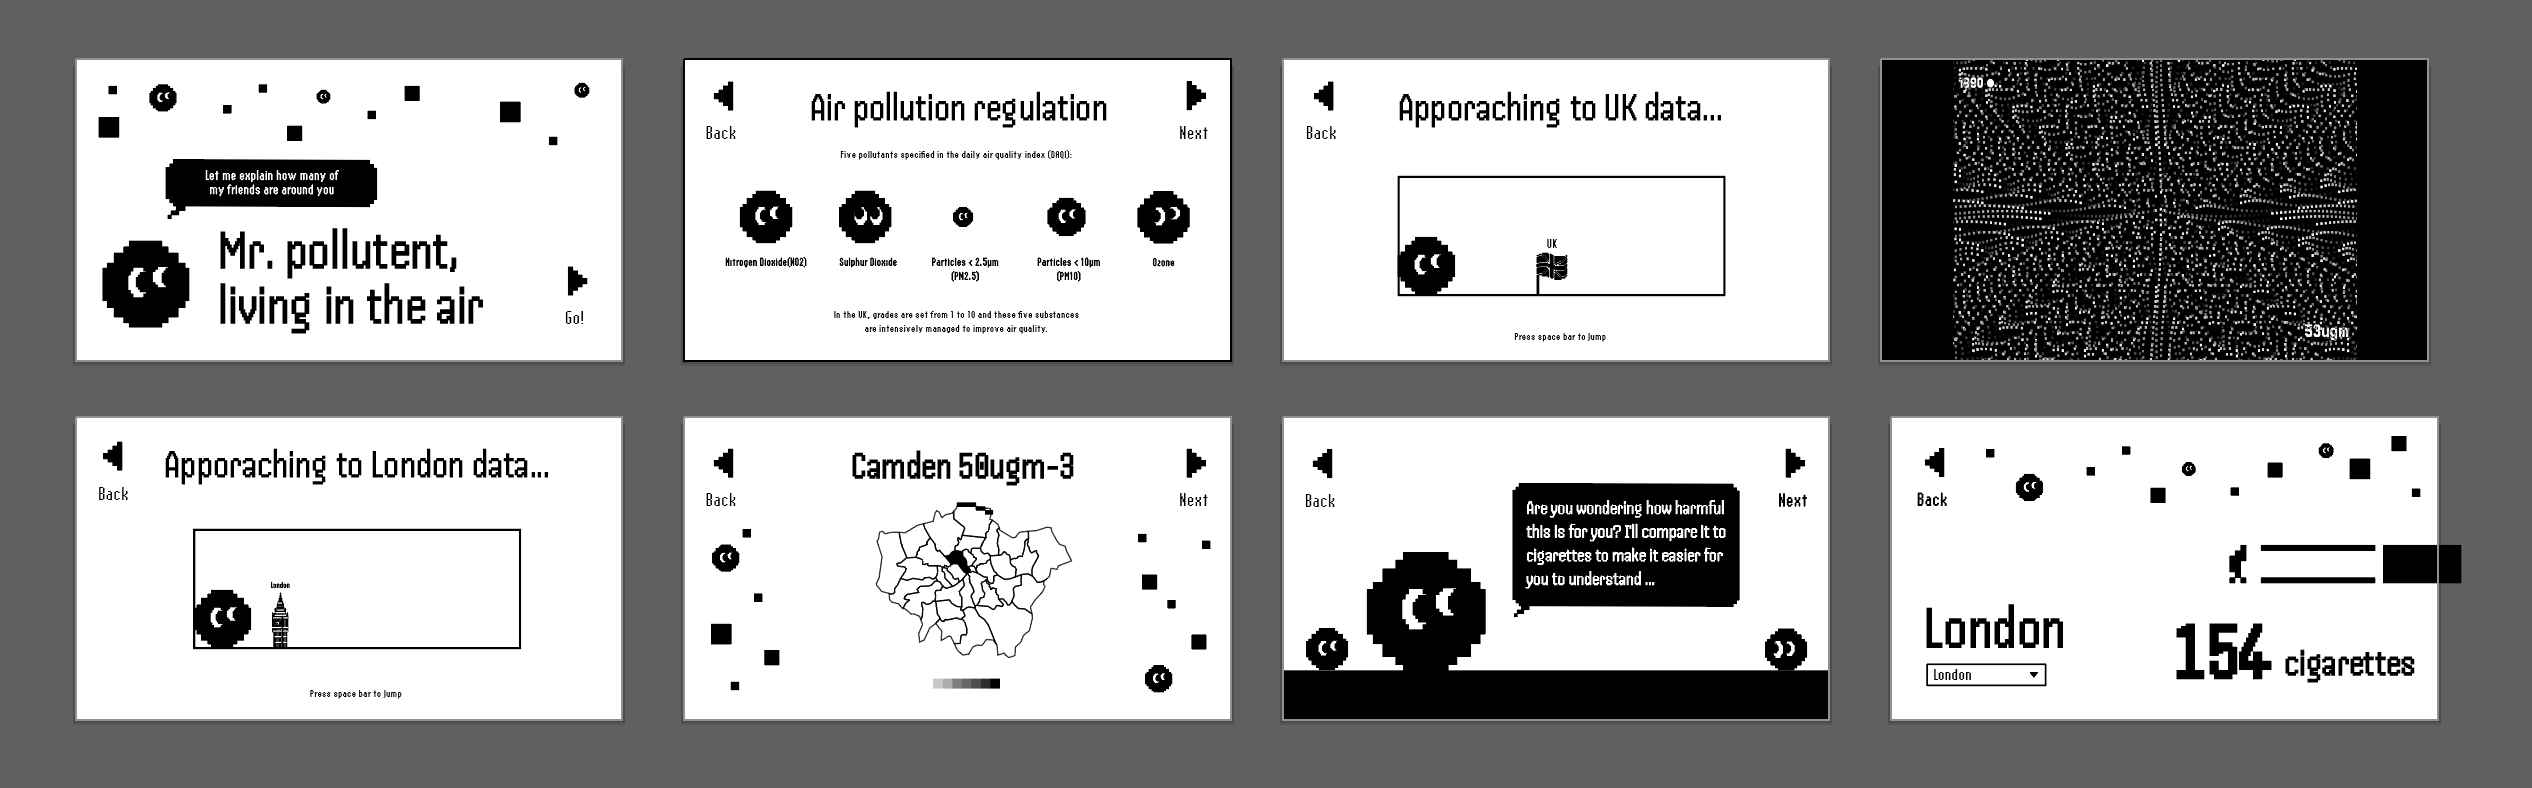 Let me explain how many of
my friends are around you
Mr. pollutent,
living in the air
Go!
Back
Air pollution regulation
Next
Five pollutants specified in the daily air quality index (DAQI):
Nitrogen Dioxide(NO2)
Sulphur Dioxide
Particles < 2.5μm
(PN2.5)
Particles < 10μm
(PM10)
Ozone
In the UK, grades are set from 1 to 10 and these five substances
are intensively managed to improve air quality.
Back
Apporaching to UK data...
UK
Press space bar to Jump
1990
53ugm
Back
Apporaching to London data...
London
Press space bar to Jump
Back
Camden 50ugm-3
Next
Back
Are you wondering how harmful
this is for you? I'll compare it to
cigarettes to make it easier for
you to understand ...
Next
Back
London
London
154 cigarettes